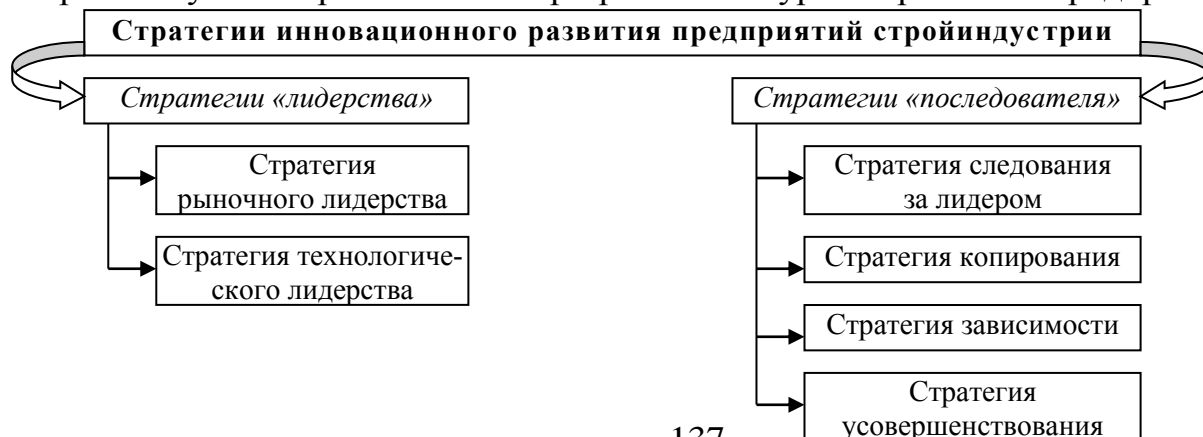 Стратегии инновационного развития предприятий стройиндустрии
Стратегии «лидерства»
Стратегия
рыночного лидерства
Стратегия технологиче-
ского лидерства
Стратегии «последователя»
Стратегия следования
за лидером
Стратегия копирования
Стратегия зависимости
Стратегия
усовершенствования
137